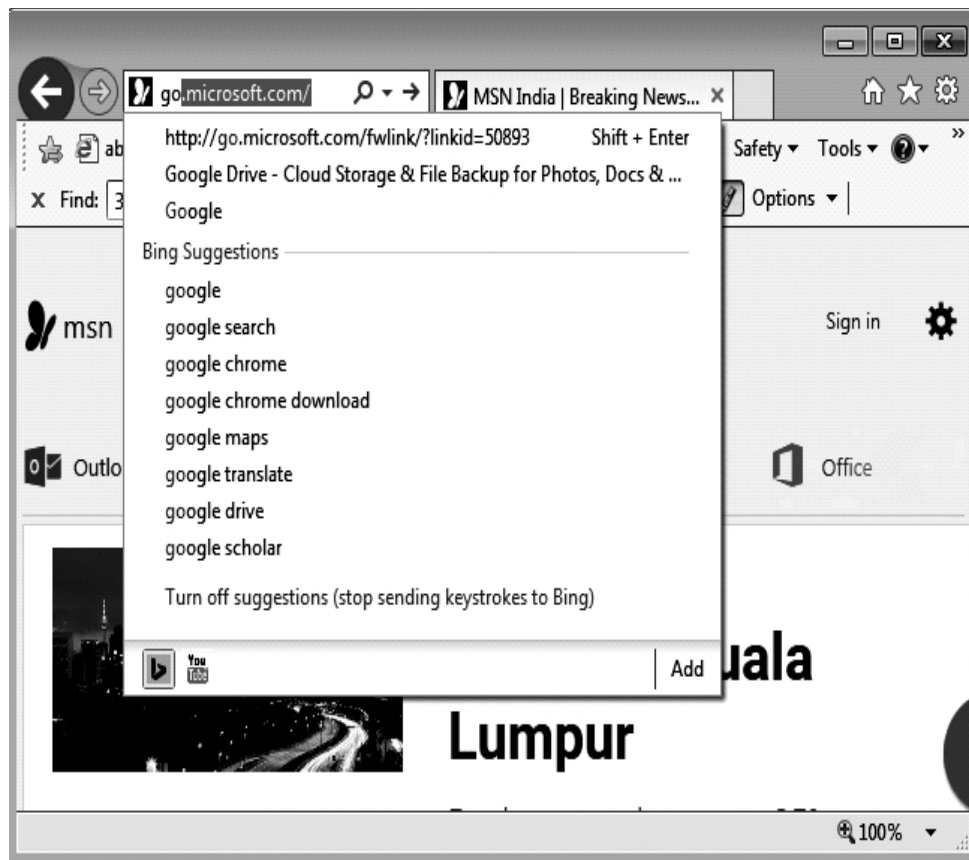 go.microsoft.com/
MSN India | Breaking News...
http://go.microsoft.com/fwlink/?linkid=50893 Shift + Enter
ab Safety Tools
Google Drive - Cloud Storage & File Backup for Photos, Docs & ...
X Find: 3 Options
Google
Bing Suggestions
google
google search
msn Sign in
google chrome
google chrome download
google maps
Outlo google translate Office
google drive
google scholar
Turn off suggestions (stop sending keystrokes to Bing)
You Tube Add
uala
Lumpur
100%